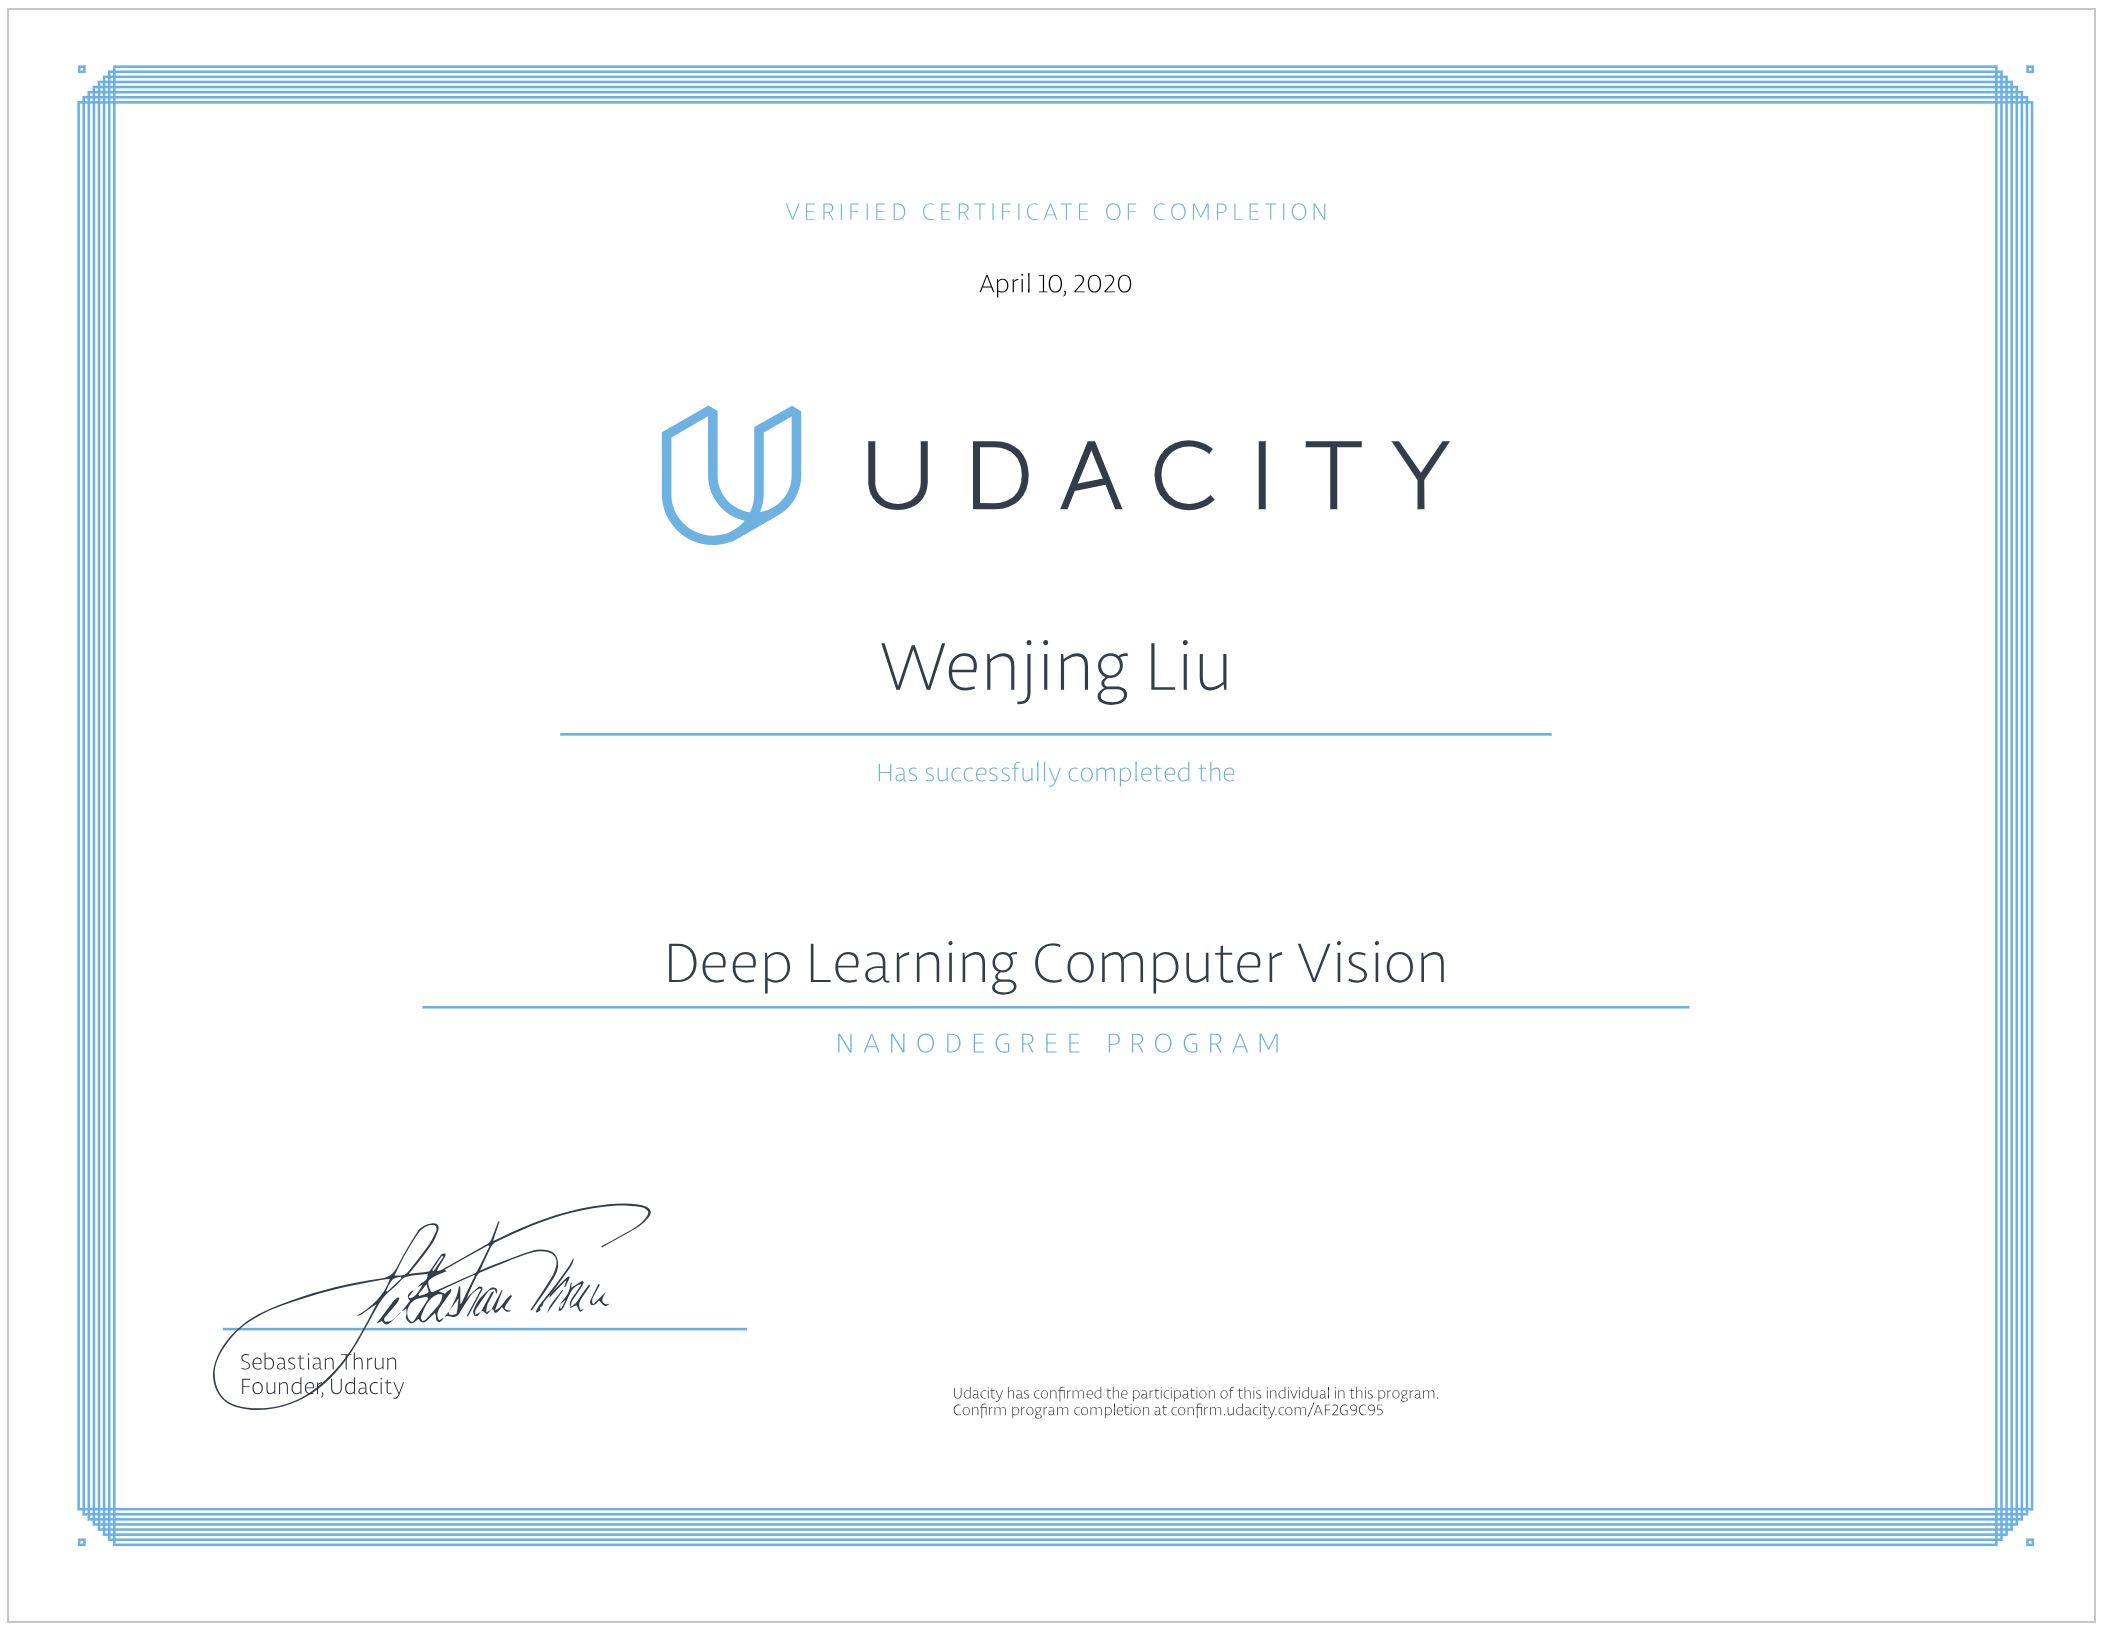 VERIFIED CERTIFICATE OF COMPLETION
April 10, 2020
UDACITY
Wenjing Liu
Has successfully completed the
Deep Learning Computer Vision
NANODEGREE PROGRAM
Sebastian Thrun
Sebastian Thrun
Founder, Udacity
Udacity has confirmed the participation of this individual in this program.
Confirm program completion at confirm.udacity.com/AF2G9C95